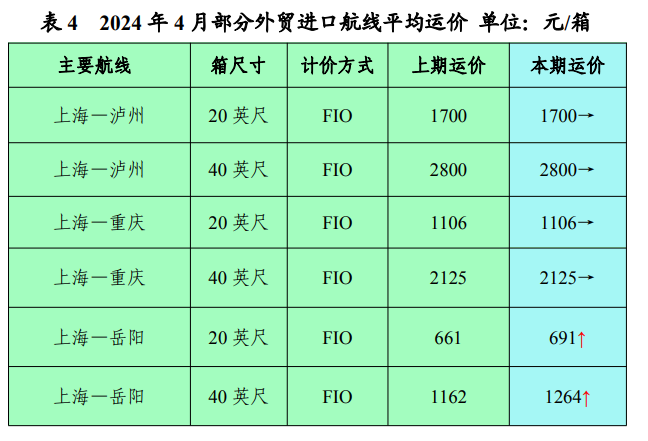 表 4 2024 年 4 月部分外贸进口航线平均运价 单位：元/箱
主要航线 箱尺寸 计价方式 上期运价 本期运价
上海—泸州 20 英尺 FIO 1700 1700→
上海—泸州 40 英尺 FIO 2800 2800→
上海—重庆 20 英尺 FIO 1106 1106→
上海—重庆 40 英尺 FIO 2125 2125→
上海—岳阳 20 英尺 FIO 661 691↑
上海—岳阳 40 英尺 FIO 1162 1264↑